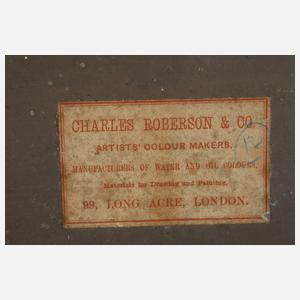 CHARLES ROBERSON & CO.
ARTISTS' COLOUR MAKERS,
MANUFACTURERS OF WATER AND OIL COLOURS,
Materials for Drawing and Painting,
99, LONG ACRE, LONDON.